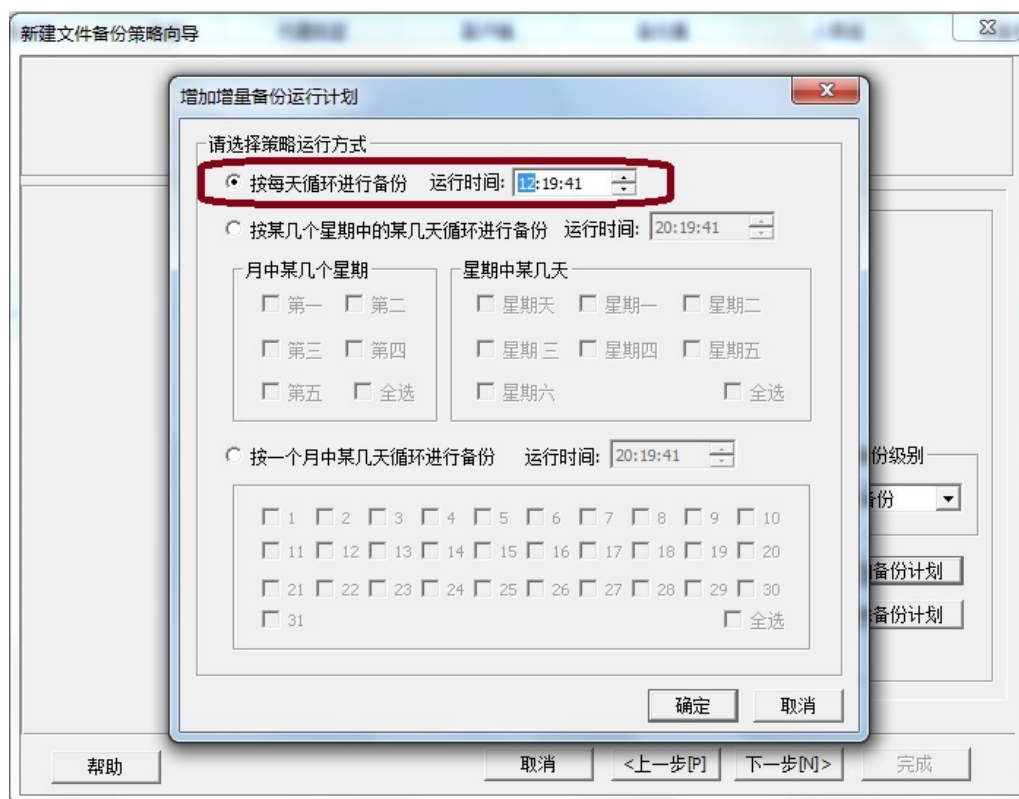 新建文件备份策略向导
增加增量备份运行计划
请选择策略运行方式
按每天循环进行备份 运行时间: 12:19:41
按某几个星期中的某几天循环进行备份 运行时间: 20:19:41
月中某几个星期 星期中某几天
第一 第二 星期天 星期一 星期二
第三 第四 星期三 星期四 星期五
第五 全选 星期六 全选
按一个月中某几天循环进行备份 运行时间: 20:19:41
份级别
备份
1 2 3 4 5 6 7 8 9 10
11 12 13 14 15 16 17 18 19 20
备份计划
21 22 23 24 25 26 27 28 29 30
31 全选
备份计划
确定 取消
帮助 取消 <上一步[P] 下一步[N]> 完成